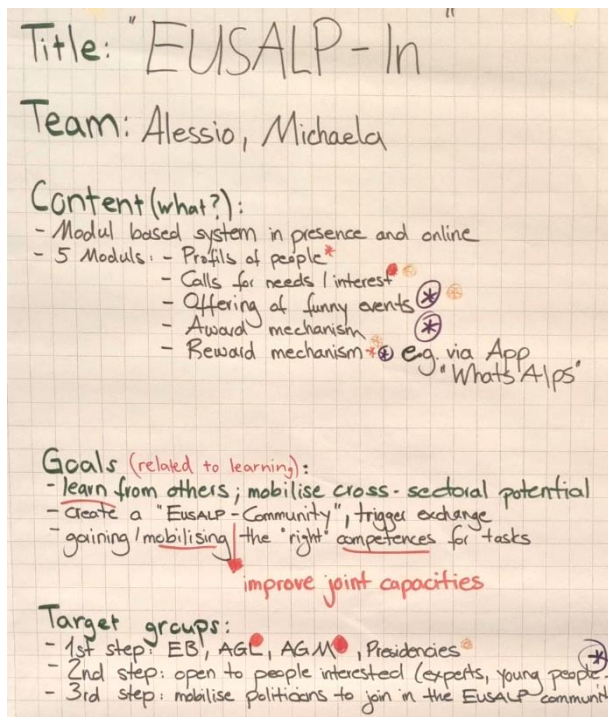 Title: "EUSALP-In"
Team: Alessio, Michaela
Content (what?):
- Modul based system in presence and online
- 5 Moduls: - Profils of people*
- Calls for needs / interest
- Offering of funny events *
- Award mechanism *
- Reward mechanism * * e.g. via App
"Whats Alps"
Goals (related to learning):
- learn from others; mobilise cross-sectoral potential
- create a "EUSALP-Community", trigger exchange
- gaining / mobilising the "right" competences for tasks
improve joint capacities
Target groups:
- 1st step: EB, AGL, AGM, Presidencies
- 2nd step: open to people interested (experts, young people - *
- 3rd step: mobilise politicians to join in the EUSALP communit